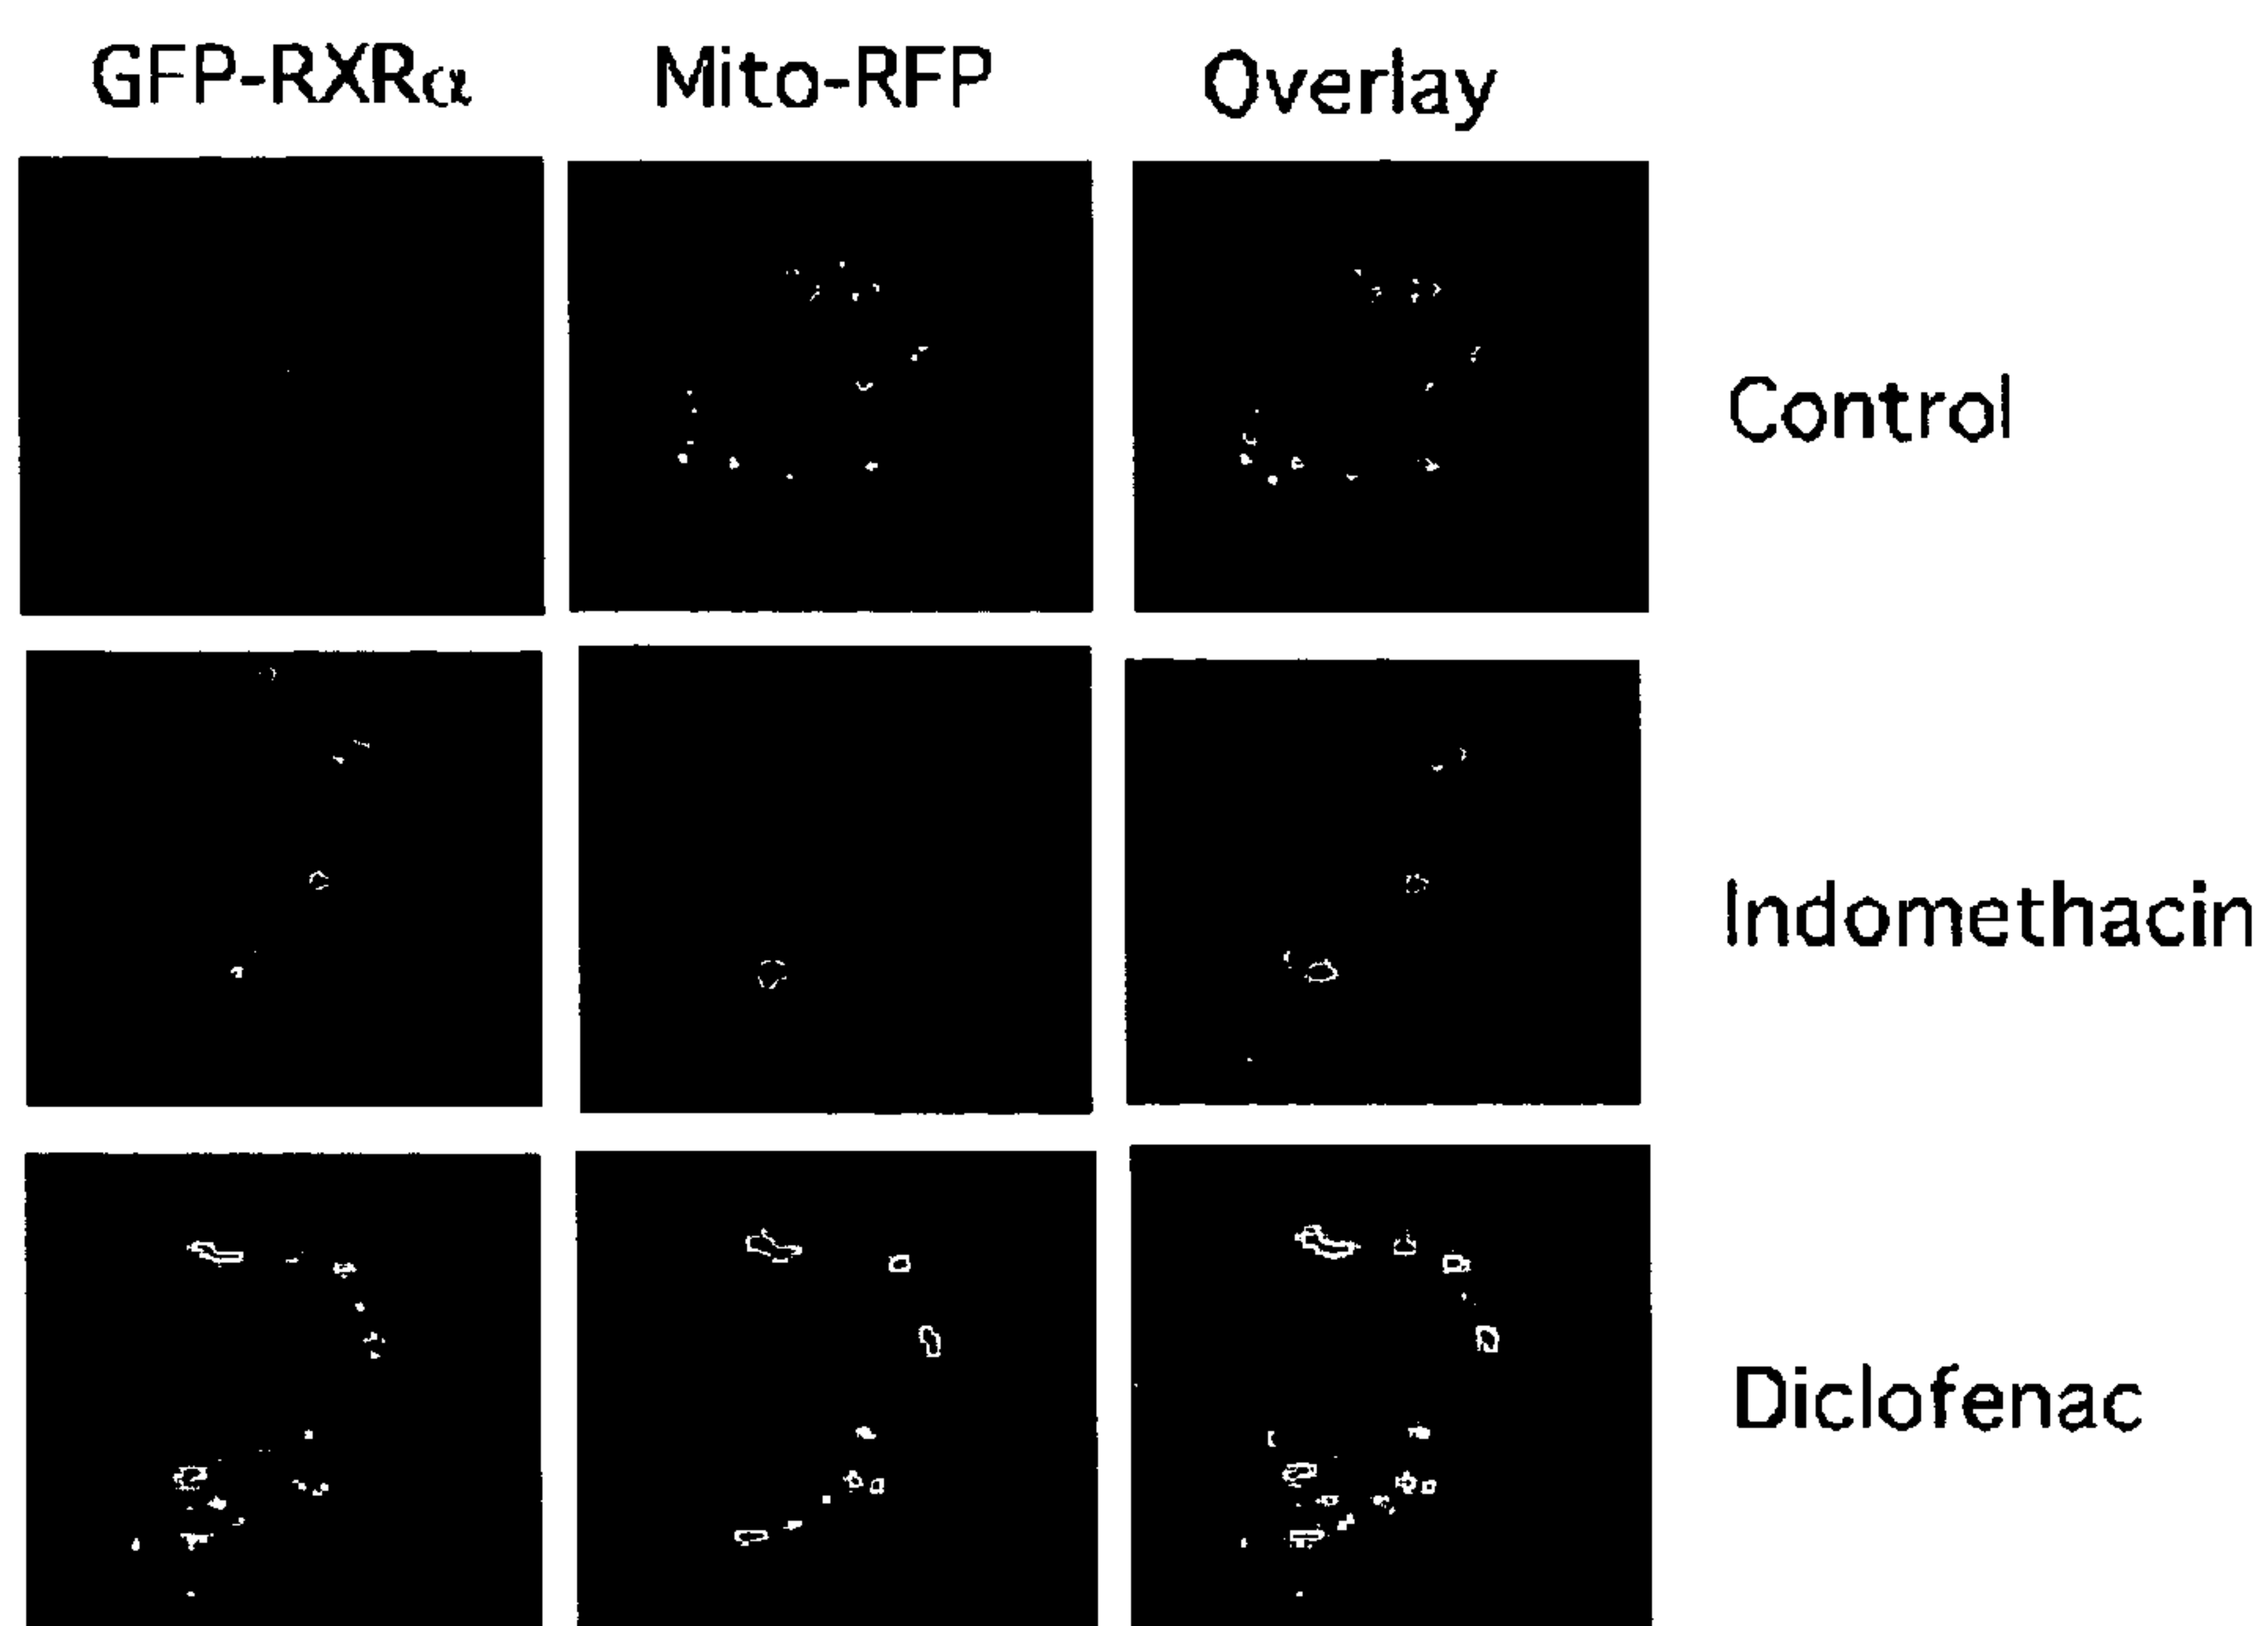 GFP-RXRα Mito-RFP Overlay
Control
Indomethacin
Diclofenac